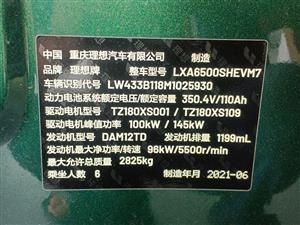 中国 重庆理想汽车有限公司 制造
品牌 理想牌 整车型号 LXA6500SHEVM7
车辆识别代号 LW433B118M1025930
动力电池系统额定电压/额定容量 350.4V/110Ah
驱动电机型号 TZ180XS001 / TZ180XS109
驱动电机峰值功率 100kW / 145kW
发动机型号 DAM12TD 发动机排量 1199mL
发动机最大净功率/转速 96kW/5500r/min
最大允许总质量 2825kg
乘坐人数 6 制造年月 2021-06